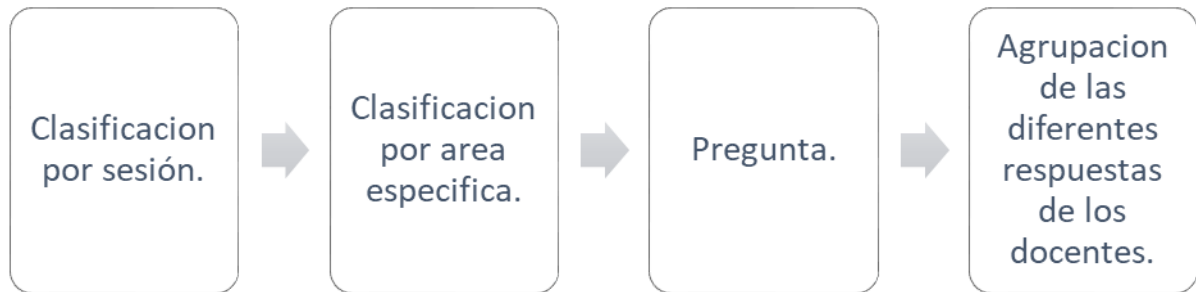 Clasificacion
por sesión.
Clasificacion
por area
especifica.
Pregunta.
Agrupacion
de las
diferentes
respuestas
de los
docentes.